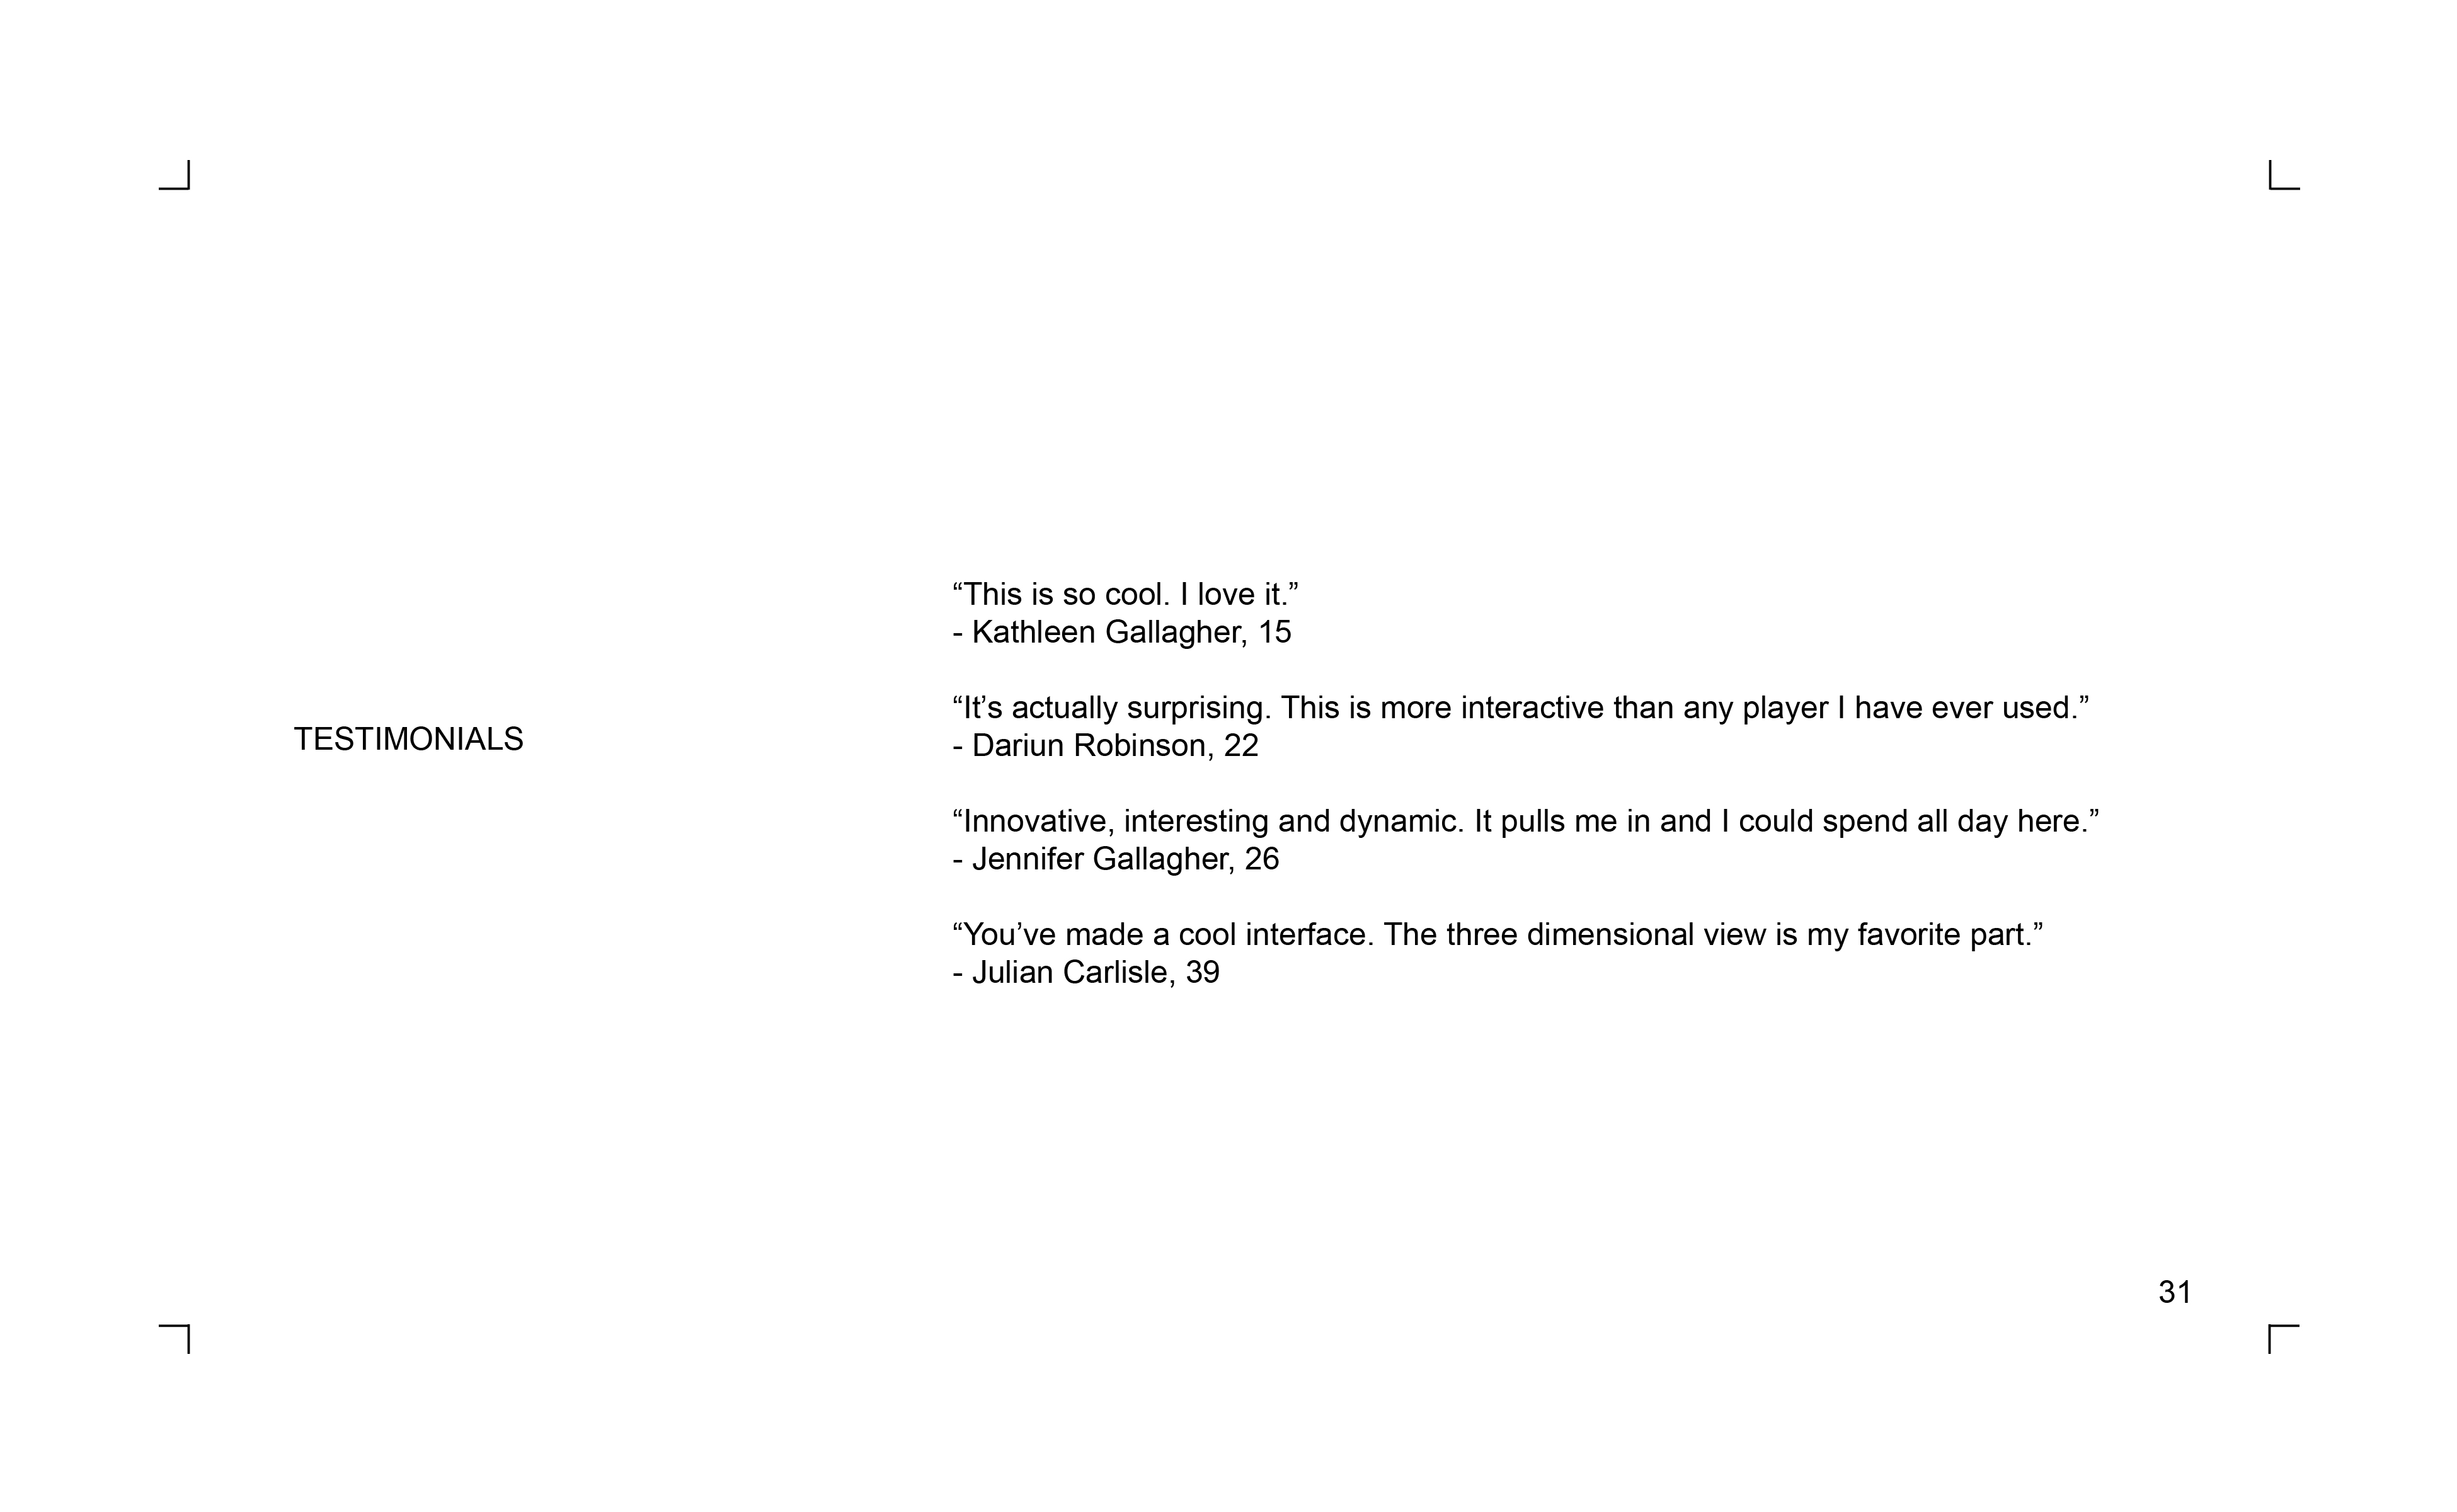 TESTIMONIALS
“This is so cool. I love it.”
- Kathleen Gallagher, 15
“It’s actually surprising. This is more interactive than any player I have ever used.”
- Dariun Robinson, 22
“Innovative, interesting and dynamic. It pulls me in and I could spend all day here.”
- Jennifer Gallagher, 26
“You’ve made a cool interface. The three dimensional view is my favorite part.”
- Julian Carlisle, 39
31